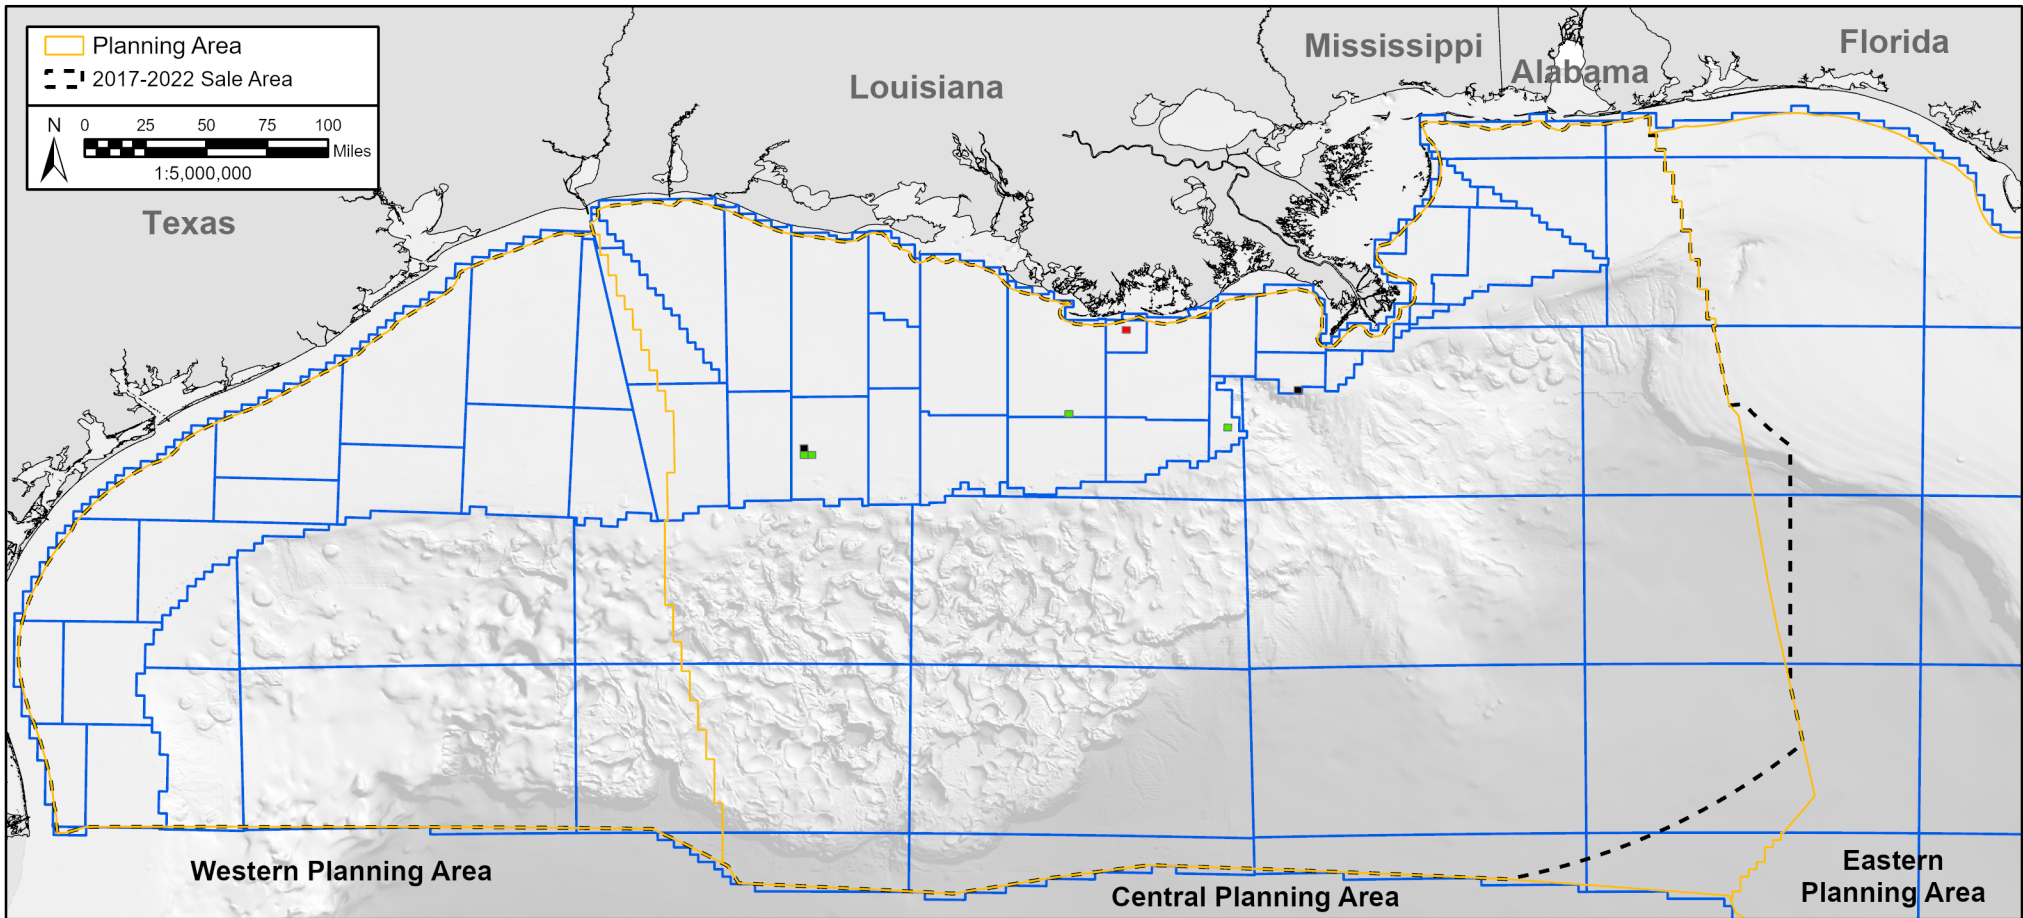 Planning Area
2017-2022 Sale Area
N
0 25 50 75 100
Miles
1:5,000,000
Texas
Louisiana
Mississippi
Alabama
Florida
Western Planning Area
Central Planning Area
Eastern
Planning Area